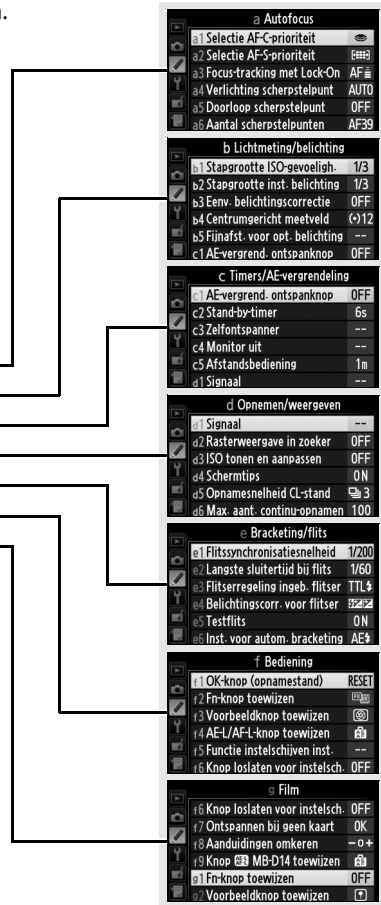 n.
a Autofocus
a1 Selectie AF-C-prioriteit
a2 Selectie AF-S-prioriteit
a3 Focus-tracking met Lock-On AF
a4 Verlichting scherpstelpunt AUTO
a5 Doorloop scherpstelpunt OFF
a6 Aantal scherpstelpunten AF39
b Lichtmeting/belichting
b1 Stapgrootte ISO-gevoeligh. 1/3
b2 Stapgrootte inst. belichting 1/3
b3 Eenv. belichtingscorrectie OFF
b4 Centrumgericht meetveld (•)12
b5 Fijnafst. voor opt. belichting --
c1 AE-vergrend. ontspanknop OFF
c Timers/AE-vergrendeling
c1 AE-vergrend. ontspanknop OFF
c2 Stand-by-timer 6s
c3 Zelfontspanner --
c4 Monitor uit --
c5 Afstandsbediening 1m
d1 Signaal --
d Opnemen/weergeven
d1 Signaal --
d2 Rasterweergave in zoeker OFF
d3 ISO tonen en aanpassen OFF
d4 Schermtips ON
d5 Opnamesnelheid CL-stand 3
d6 Max. aant. continu-opnamen 100
e Bracketing/flits
e1 Flitssynchronisatiesnelheid 1/200
e2 Langste sluitertijd bij flits 1/60
e3 Flitserregeling ingeb. flitser TTL
e4 Belichtingscorr. voor flitser
e5 Testflits ON
e6 Inst. voor autom. bracketing AE
f Bediening
f1 OK-knop (opnamestand) RESET
f2 Fn-knop toewijzen
f3 Voorbeeldknop toewijzen
f4 AE-L/AF-L-knop toewijzen
f5 Functie instelschijven inst. --
f6 Knop loslaten voor instelsch. OFF
g Film
f6 Knop loslaten voor instelsch. OFF
f7 Ontspannen bij geen kaart OK
f8 Aanduidingen omkeren -0+
f9 Knop MB-D14 toewijzen
g1 Fn-knop toewijzen OFF
g2 Voorbeeldknop toewijzen